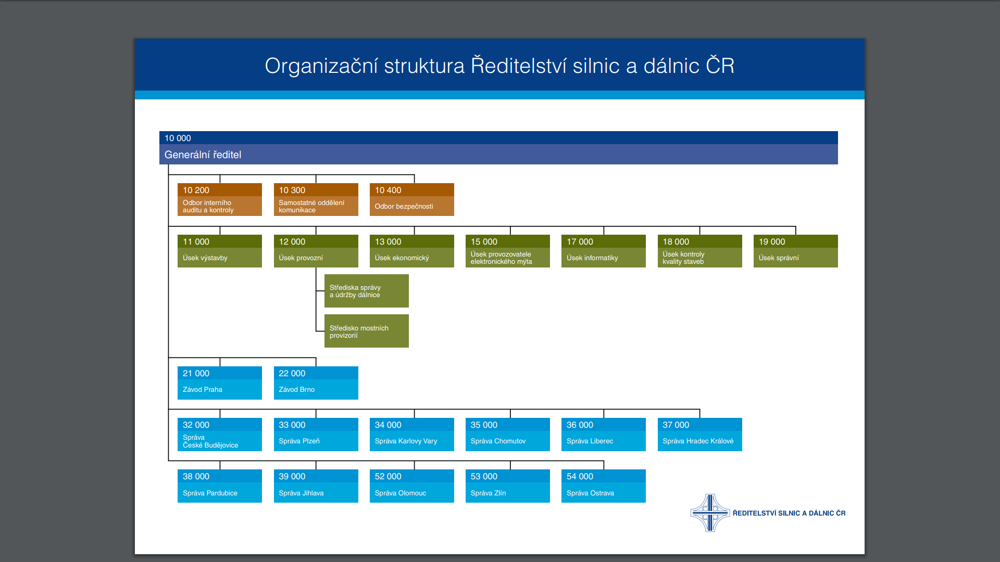 Organizační struktura Ředitelství silnic a dálnic ČR
10 000
Generální ředitel
10 200
Odbor interního
auditu a kontroly
10 300
Samostatné oddělení
komunikace
10 400
Odbor bezpečnosti
11 000
Úsek výstavby
12 000
Úsek provozní
13 000
Úsek ekonomický
15 000
Úsek provozovatele
elektronického mýta
17 000
Úsek informatiky
18 000
Úsek kontroly
kvality staveb
19 000
Úsek správní
Střediska správy
a údržby dálnice
Středisko mostních
provizorií
21 000
Závod Praha
22 000
Závod Brno
32 000
Správa
České Budějovice
33 000
Správa Plzeň
34 000
Správa Karlovy Vary
35 000
Správa Chomutov
36 000
Správa Liberec
37 000
Správa Hradec Králové
38 000
Správa Pardubice
39 000
Správa Jihlava
52 000
Správa Olomouc
53 000
Správa Zlín
54 000
Správa Ostrava
ŘEDITELSTVÍ SILNIC A DÁLNIC ČR